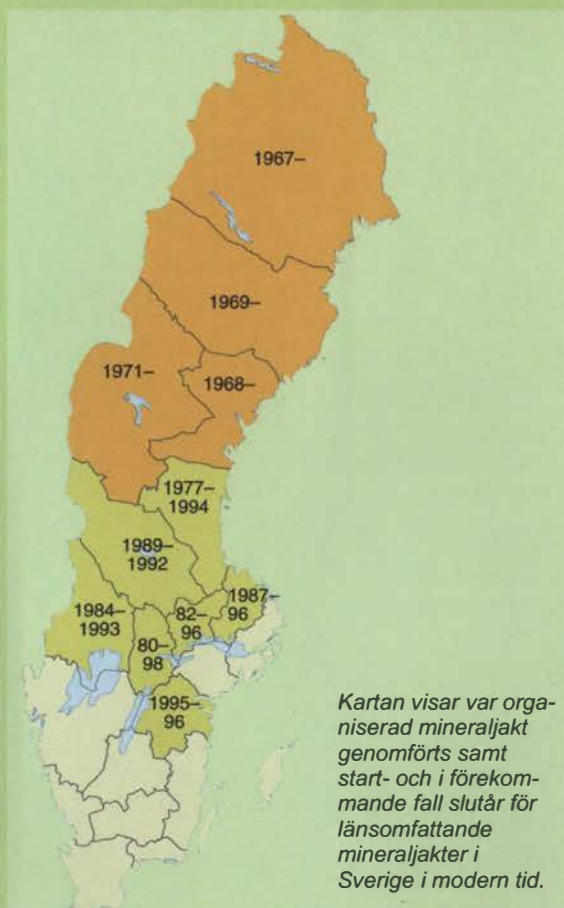 1967–
1969–
1971–
1968–
1977–
1994
1989–
1992
1984–
1993
1987–
96
82–
96
80–
98
1995–
96
Kartan visar var orga-
niserad mineraljakt
genomförts samt
start- och i förekom-
mande fall slutår för
länsomfattande
mineraljakter i
Sverige i modern tid.